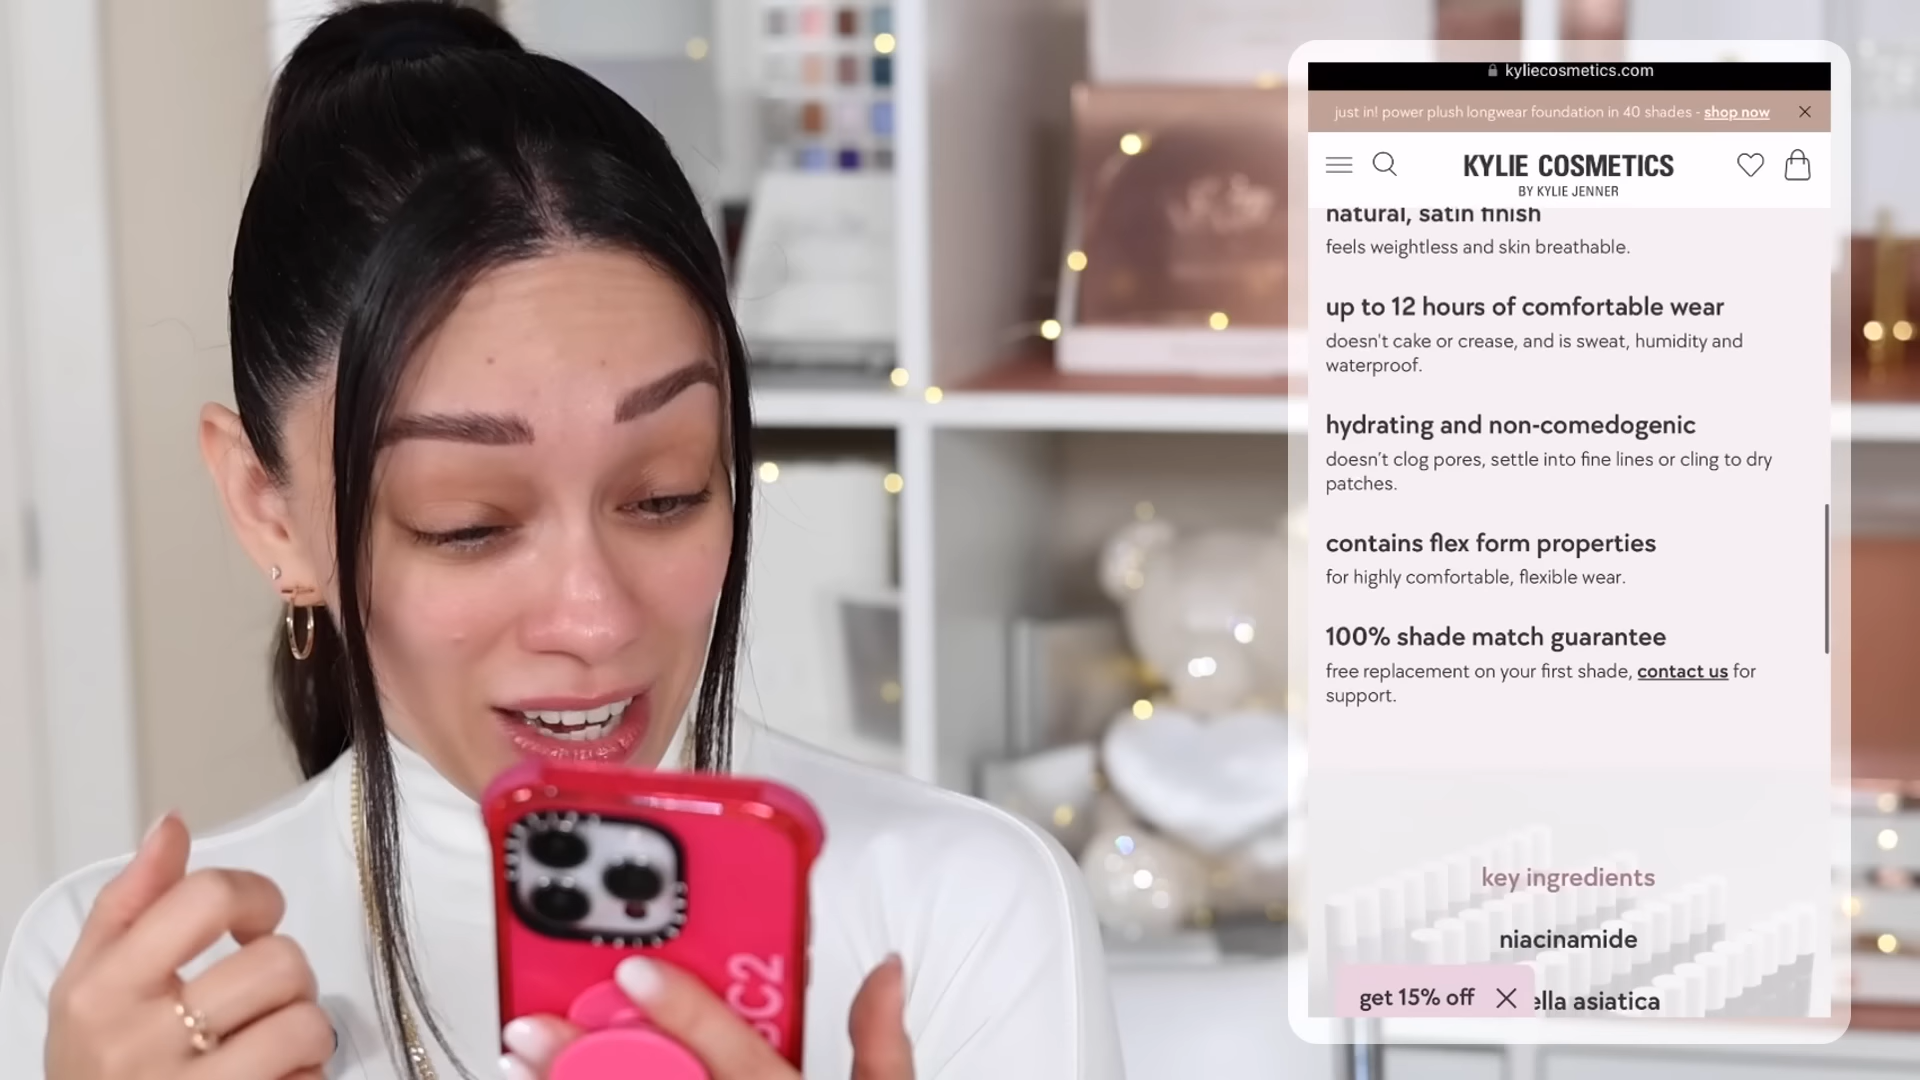 kyliecosmetics.com
just in! power plush longwear foundation in 40 shades - shop now
KYLIE COSMETICS
BY KYLIE JENNER
natural, satin finish
feels weightless and skin breathable.
up to 12 hours of comfortable wear
doesn't cake or crease, and is sweat, humidity and
waterproof.
hydrating and non-comedogenic
doesn't clog pores, settle into fine lines or cling to dry
patches.
contains flex form properties
for highly comfortable, flexible wear.
100% shade match guarantee
free replacement on your first shade, contact us for
support.
key ingredients
niacinamide
get 15% off
asiatica